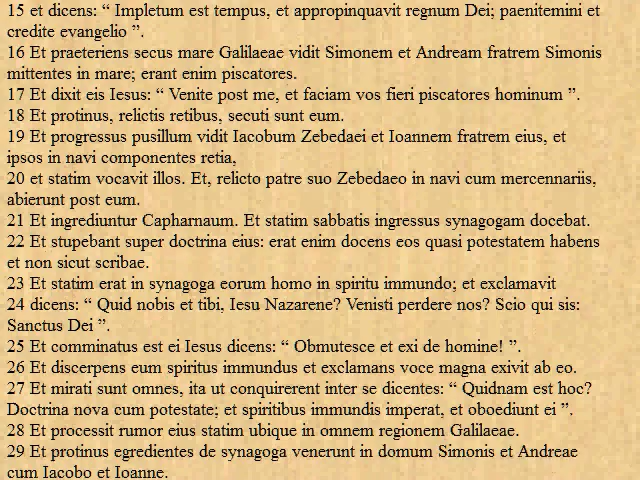 15 et dicens: “ Impletum est tempus, et appropinquavit regnum Dei; paenitemini et
credite evangelio ”.
16 Et praeteriens secus mare Galilaeae vidit Simonem et Andream fratrem Simonis
mittentes in mare; erant enim piscatores.
17 Et dixit eis Iesus: “ Venite post me, et faciam vos fieri piscatores hominum ”.
18 Et protinus, relictis retibus, secuti sunt eum.
19 Et progressus pusillum vidit Iacobum Zebedaei et Ioannem fratrem eius, et
ipsos in navi componentes retia,
20 et statim vocavit illos. Et, relicto patre suo Zebedaeo in navi cum mercennariis,
abierunt post eum.
21 Et ingrediuntur Capharnaum. Et statim sabbatis ingressus synagogam docebat.
22 Et stupebant super doctrina eius: erat enim docens eos quasi potestatem habens
et non sicut scribae.
23 Et statim erat in synagoga eorum homo in spiritu immundo; et exclamavit
24 dicens: “ Quid nobis et tibi, Iesu Nazarene? Venisti perdere nos? Scio qui sis:
Sanctus Dei ”.
25 Et comminatus est ei Iesus dicens: “ Obmutesce et exi de homine! ”.
26 Et discerpens eum spiritus immundus et exclamans voce magna exivit ab eo.
27 Et mirati sunt omnes, ita ut conquirerent inter se dicentes: “ Quidnam est hoc?
Doctrina nova cum potestate; et spiritibus immundis imperat, et oboediunt ei ”.
28 Et processit rumor eius statim ubique in omnem regionem Galilaeae.
29 Et protinus egredientes de synagoga venerunt in domum Simonis et Andreae
cum Iacobo et Ioanne.